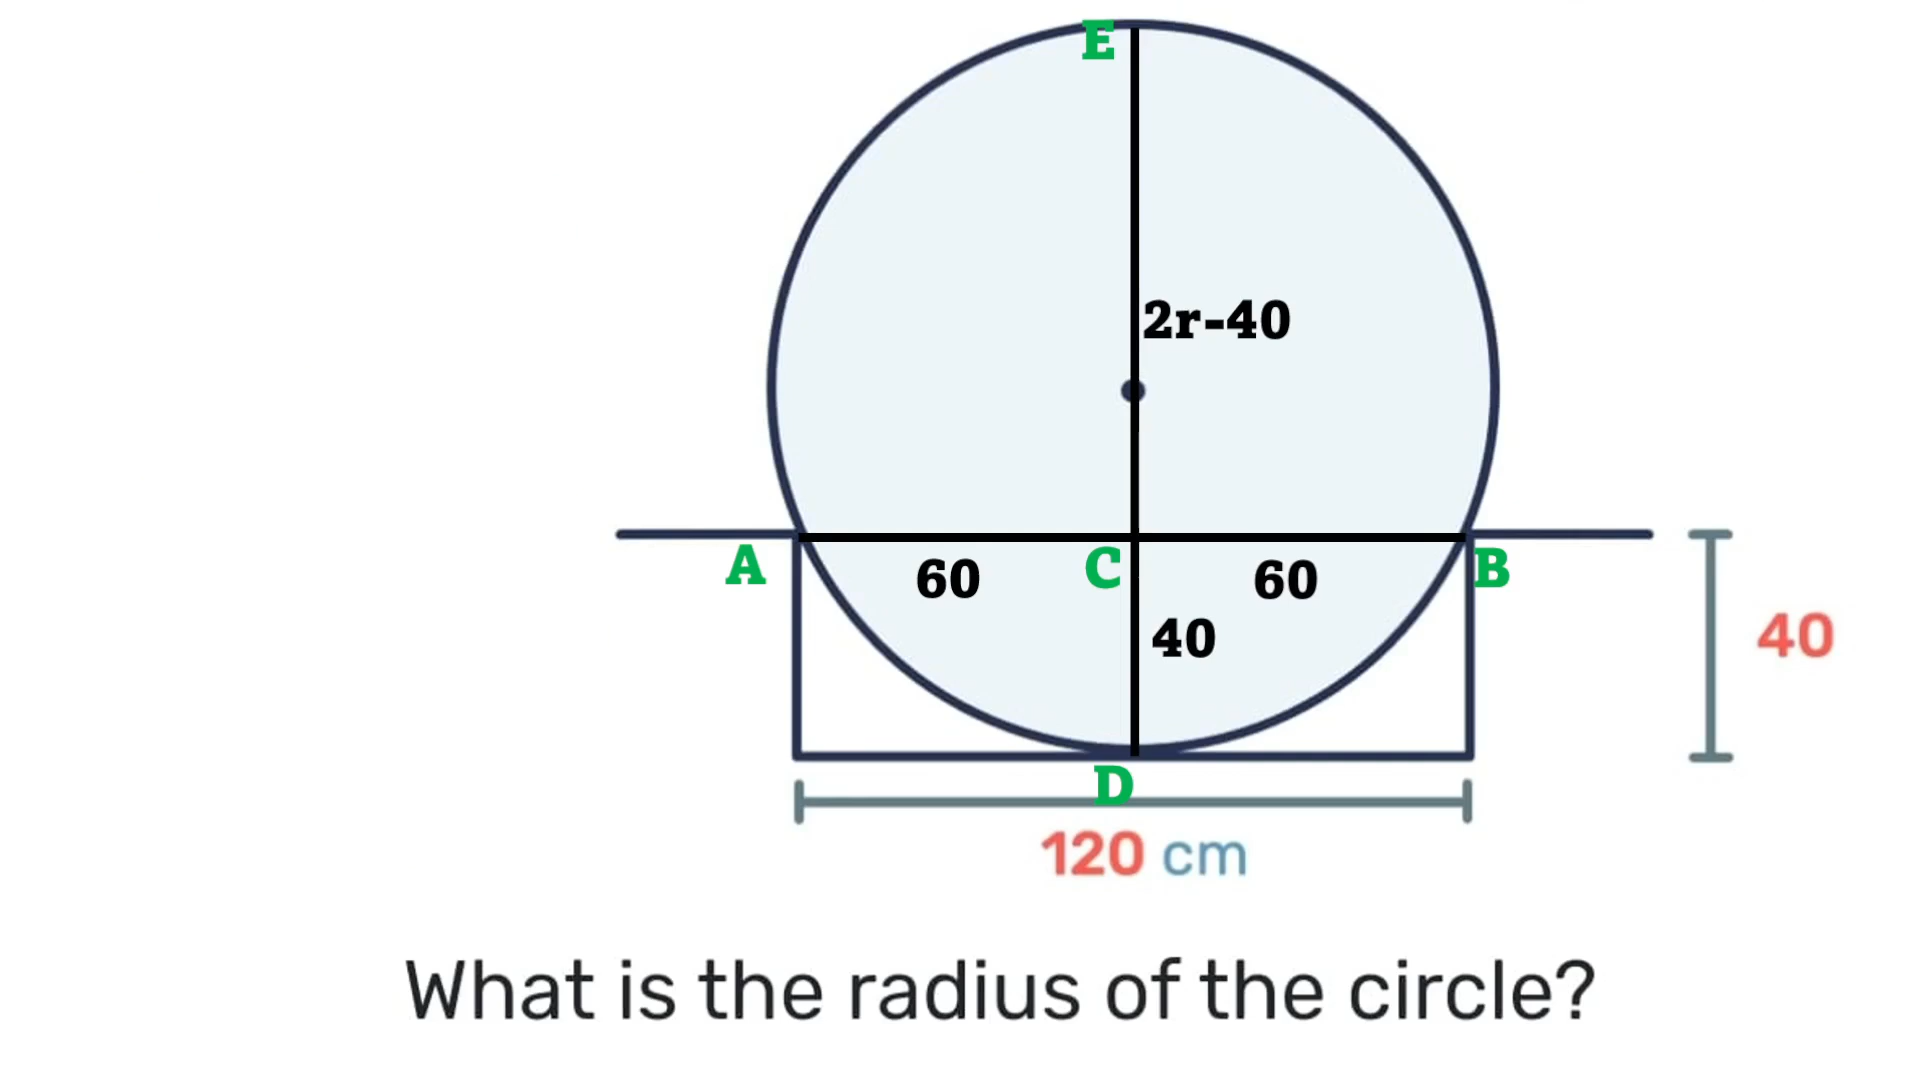 E
2r-40
A
C
B
60
60
40
40
D
120 cm
What is the radius of the circle?